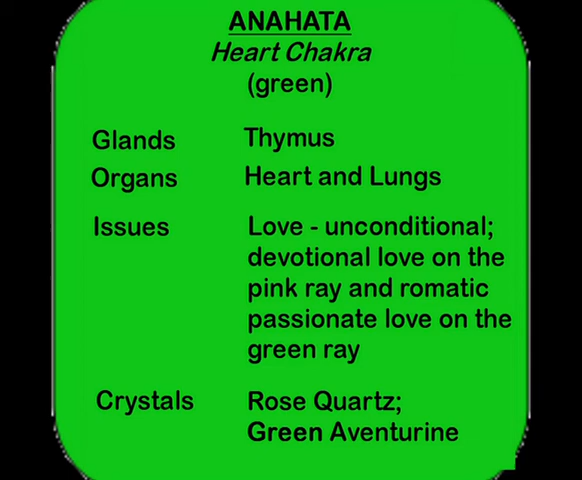 ANAHATA
Heart Chakra
(green)
Glands Thymus
Organs Heart and Lungs
Issues Love - unconditional;
devotional love on the
pink ray and romatic
passionate love on the
green ray
Crystals Rose Quartz;
Green Aventurine